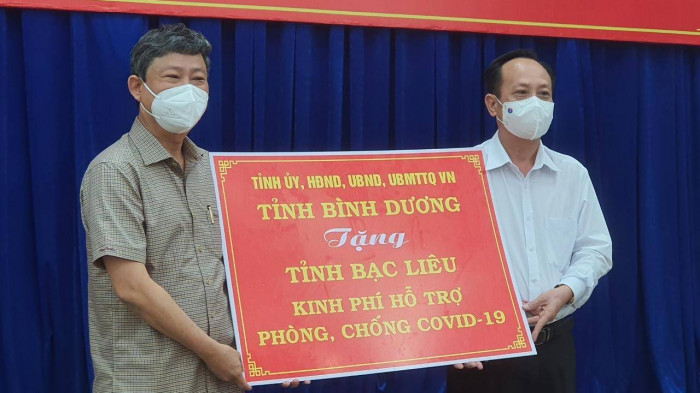 TỈNH ỦY, HĐND, UBND, UBMTTQ VN
TỈNH BÌNH DƯƠNG
Tặng
TỈNH BẠC LIÊU
KINH PHÍ HỖ TRỢ
PHÒNG, CHỐNG COVID-19